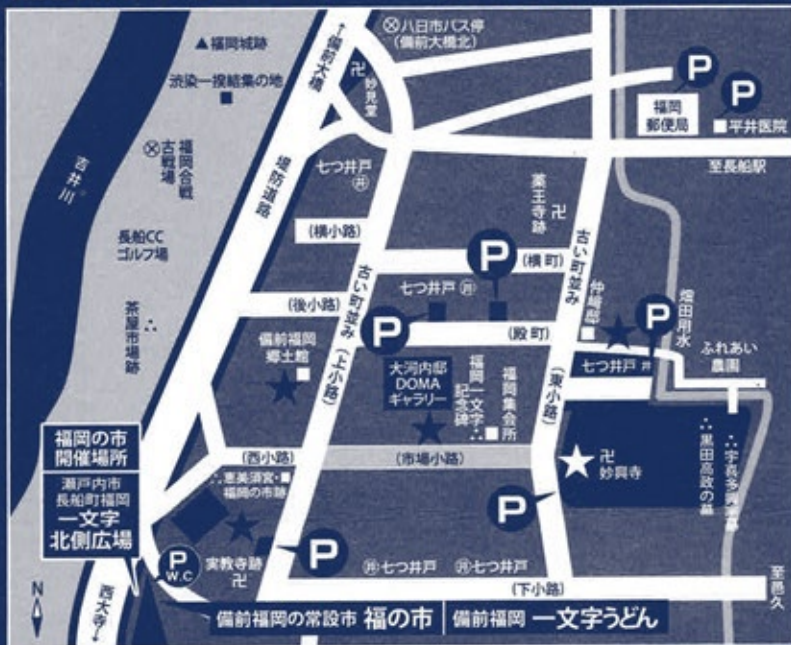 ▲福岡城跡
渋染一揆結集の地
↑備前大橋
八日市バス停
(備前大橋北)
卍妙見堂
P
P
福岡
郵便局
平井医院
至長船駅
吉井川
福岡合戦
古戦場
堤防道路
七つ井戸
井
薬王寺跡
卍
長船CC
ゴルフ場
(横小路)
P
(横町)
古い町並み
古い町並み
仲﨑邸
畑田用水
茶屋市場跡
(後小路)
七つ井戸 井
P
P
(殿町)
備前福岡
郷土館
(上小路)
大河内邸
DOMA
ギャラリー
福岡一文字
記念碑
福岡集会所
(東小路)
七つ井戸 井
ふれあい
農園
福岡の市
開催場所
瀬戸内市
長船町福岡
一文字
北側広場
(西小路)
恵美須宮・
福岡の市跡
(市場小路)
卍
妙興寺
黒田高政の墓
P
W.C
実教寺跡
卍
P
P
井七つ井戸
井七つ井戸
(下小路)
至邑久
N
西大寺↓
備前福岡の常設市 福の市
備前福岡 一文字うどん